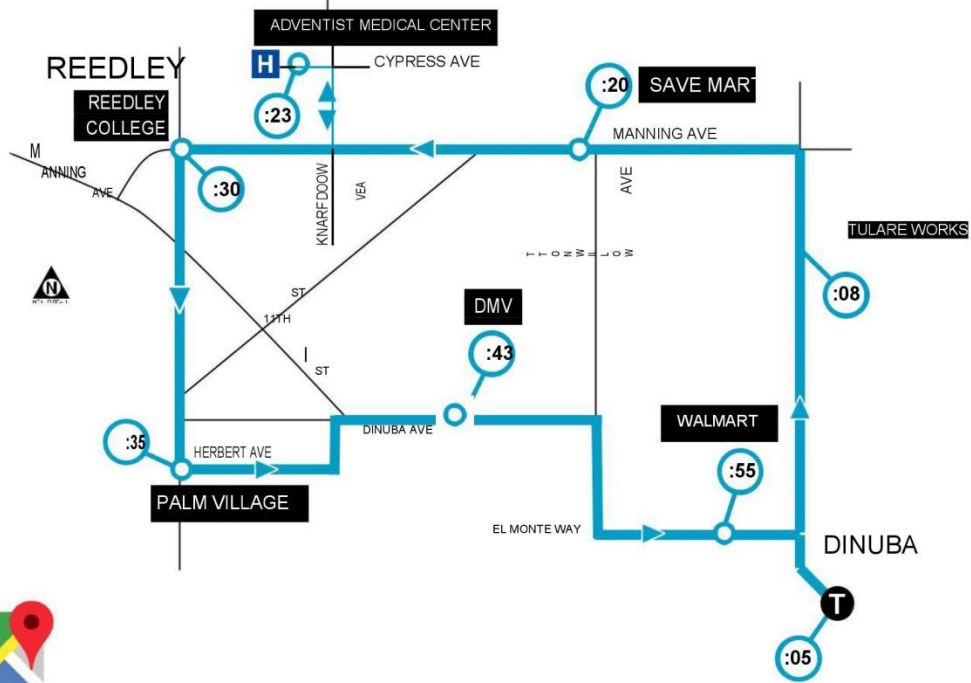 ADVENTIST MEDICAL CENTER
REEDLEY
H
CYPRESS AVE
:20
SAVE MART
REEDLEY
COLLEGE
:23
MANNING AVE
M
ANNING
AVE
:30
KNARFDOOW
VEA
AVE
TTONWILLOW
TULARE WORKS
N
ST
11TH
DMV
:08
I
ST
:43
WALMART
:35
HERBERT AVE
DINUBA AVE
:55
PALM VILLAGE
EL MONTE WAY
DINUBA
T
:05